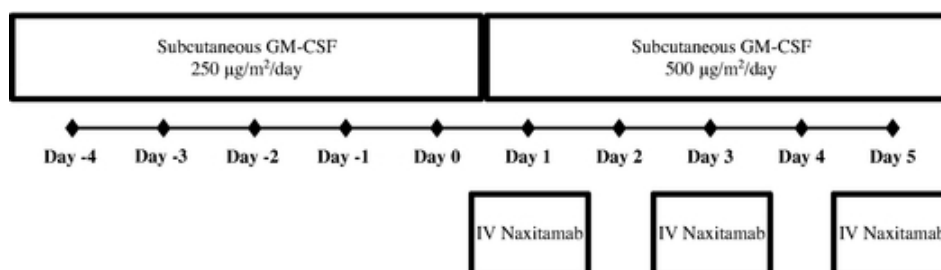 Subcutaneous GM-CSF
250 μg/m²/day
Subcutaneous GM-CSF
500 μg/m²/day
Day -4 Day -3 Day -2 Day -1 Day 0 Day 1 Day 2 Day 3 Day 4 Day 5
IV Naxitamab IV Naxitamab IV Naxitamab